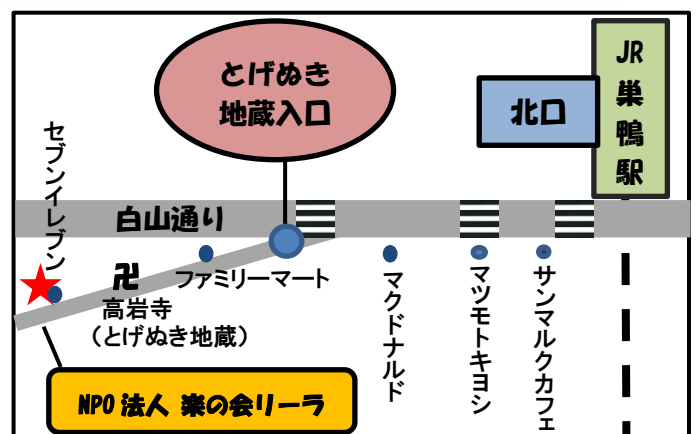 とげぬき
地蔵入口
JR
巣
鴨
駅
北口
セブンイレブン
白山通り
卍
ファミリーマート
高岩寺
（とげぬき地蔵）
マクドナルド
マツモトキヨシ
サンマルクカフェ
NPO 法人 楽の会リーラ